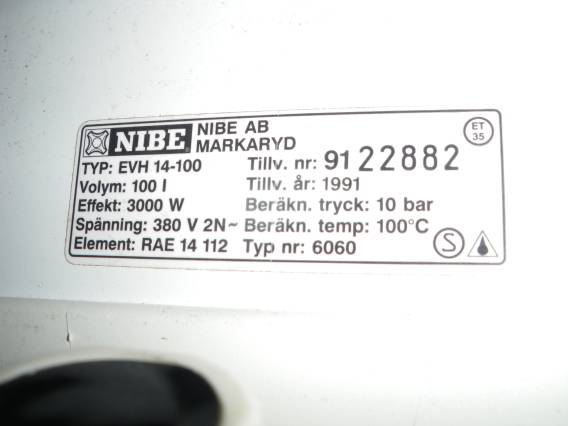 NIBE
NIBE AB
MARKARYD
ET
35
TYP: EVH 14-100
Tillv. nr: 9122882
Volym: 100 l
Tillv. år: 1991
Effekt: 3000 W
Beräkn. tryck: 10 bar
Spänning: 380 V 2N~
Beräkn. temp: 100°C
Element: RAE 14 112
Typ nr: 6060
S